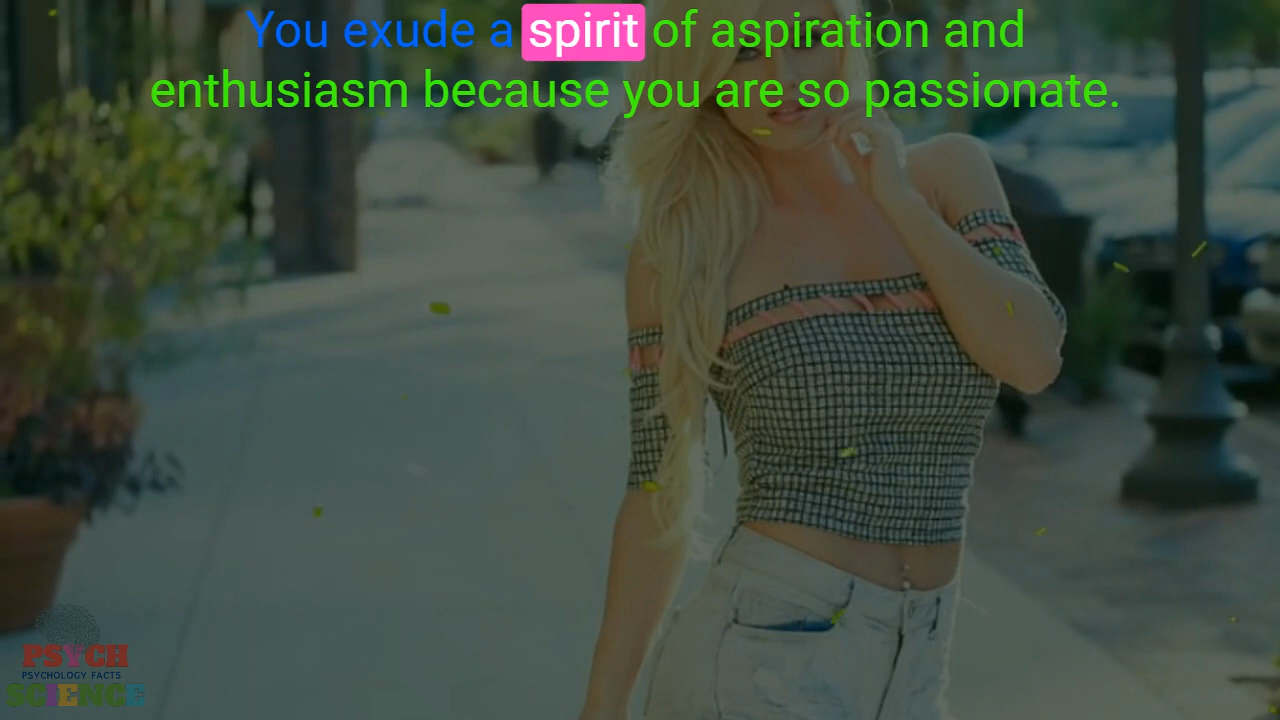 You exude a spirit of aspiration and
enthusiasm because you are so passionate.
PSYCH
PSYCHOLOGY FACTS
SCIENCE